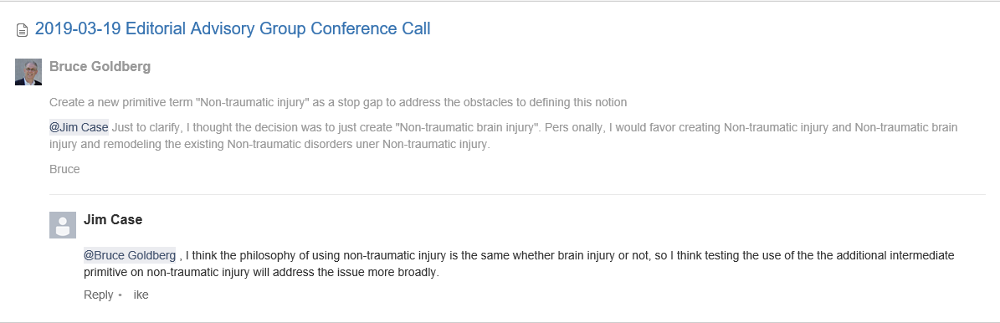 2019-03-19 Editorial Advisory Group Conference Call
Bruce Goldberg
Create a new primitive term "Non-traumatic injury" as a stop gap to address the obstacles to defining this notion
@Jim Case Just to clarify, I thought the decision was to just create "Non-traumatic brain injury". Pers onally, I would favor creating Non-traumatic injury and Non-traumatic brain
injury and remodeling the existing Non-traumatic disorders uner Non-traumatic injury.
Bruce
Jim Case
@Bruce Goldberg , I think the philosophy of using non-traumatic injury is the same whether brain injury or not, so I think testing the use of the the additional intermediate
primitive on non-traumatic injury will address the issue more broadly.
Reply • ike